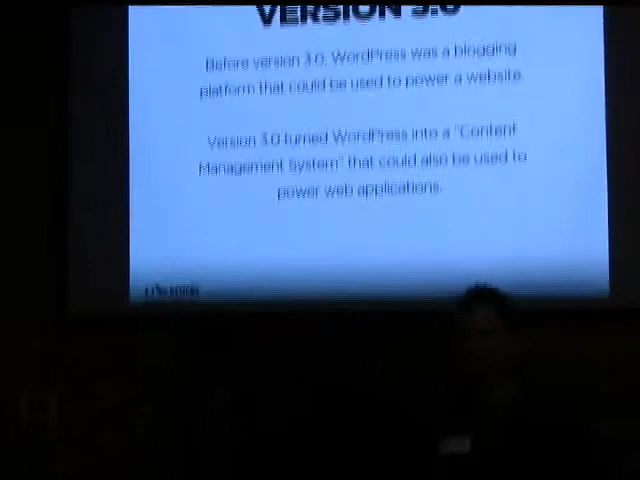 VERSION 3.0
Before version 3.0, WordPress was a blogging
platform that could be used to power a website.
Version 3.0 turned WordPress into a "Content
Management System" that could also be used to
power web applications.